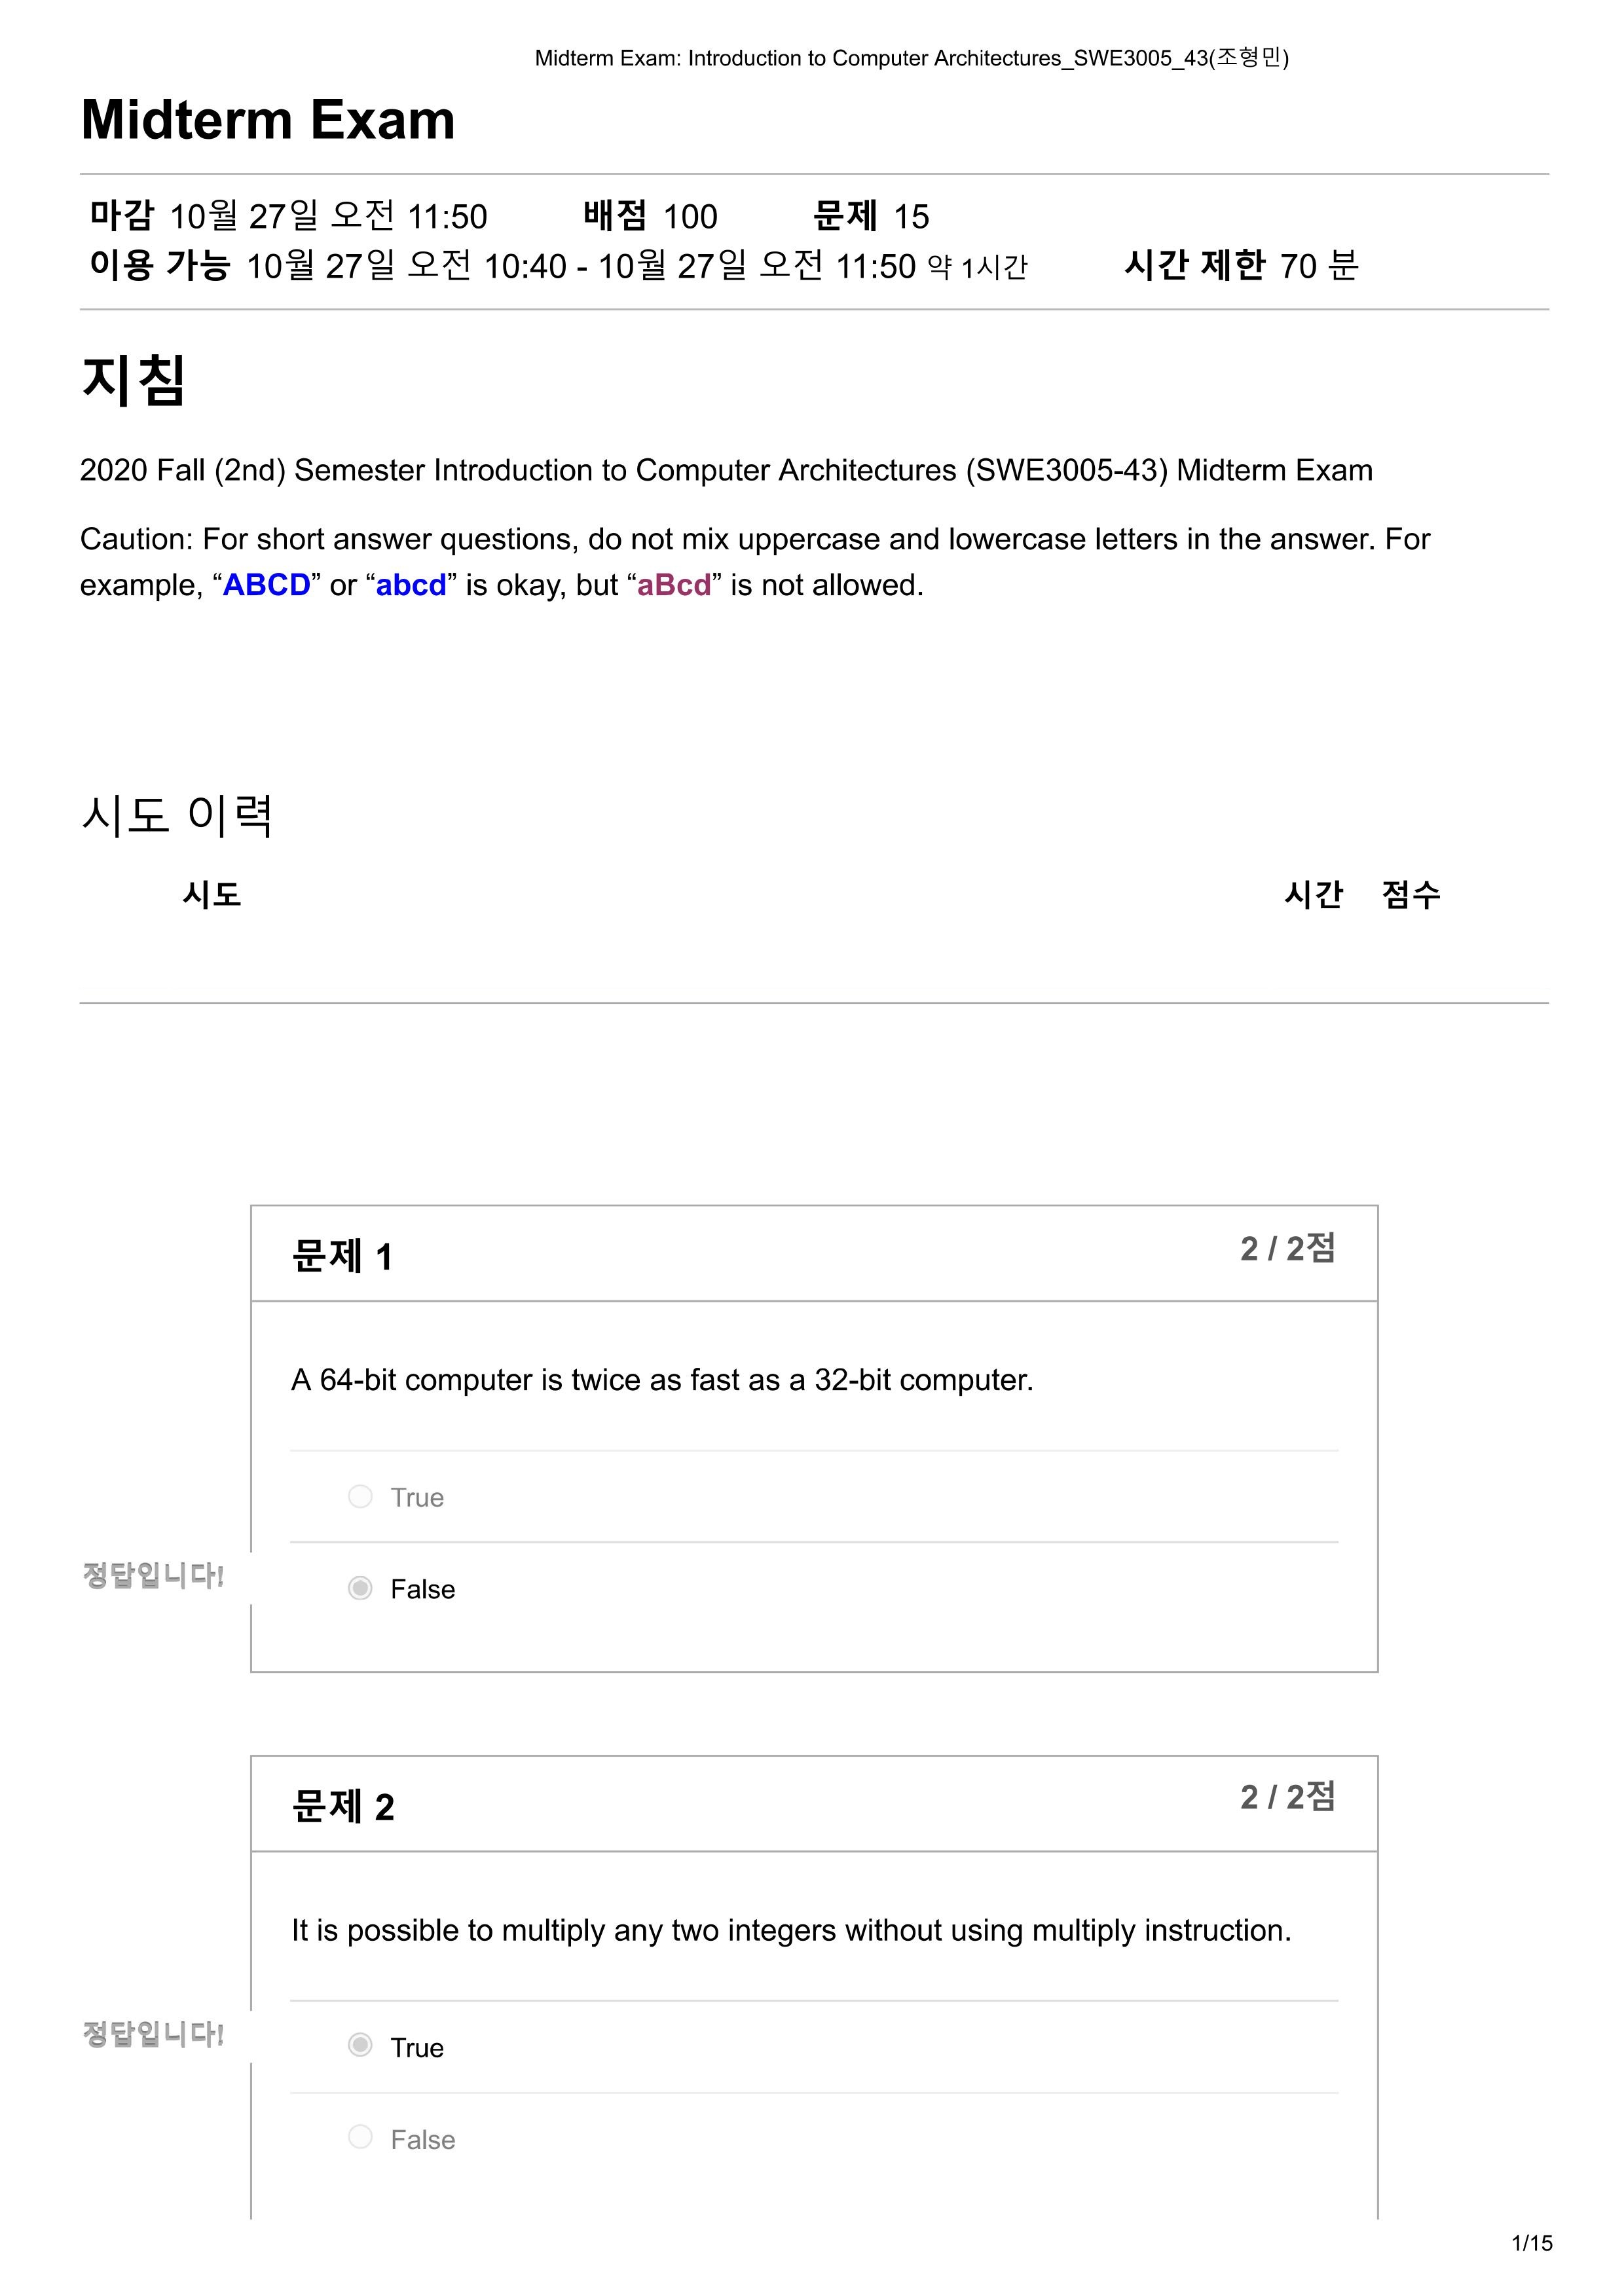 Midterm Exam: Introduction to Computer Architectures_SWE3005_43(조형민)
Midterm Exam
마감 10월 27일 오전 11:50 배점 100 문제 15
이용 가능 10월 27일 오전 10:40 - 10월 27일 오전 11:50 약 1시간 시간 제한 70 분
지침
2020 Fall (2nd) Semester Introduction to Computer Architectures (SWE3005-43) Midterm Exam
Caution: For short answer questions, do not mix uppercase and lowercase letters in the answer. For
example, “ABCD” or “abcd” is okay, but “aBcd” is not allowed.
시도 이력
시도 시간 점수
문제 1 2 / 2점
A 64-bit computer is twice as fast as a 32-bit computer.
True
정답입니다! False
문제 2 2 / 2점
It is possible to multiply any two integers without using multiply instruction.
정답입니다! True
False
1/15